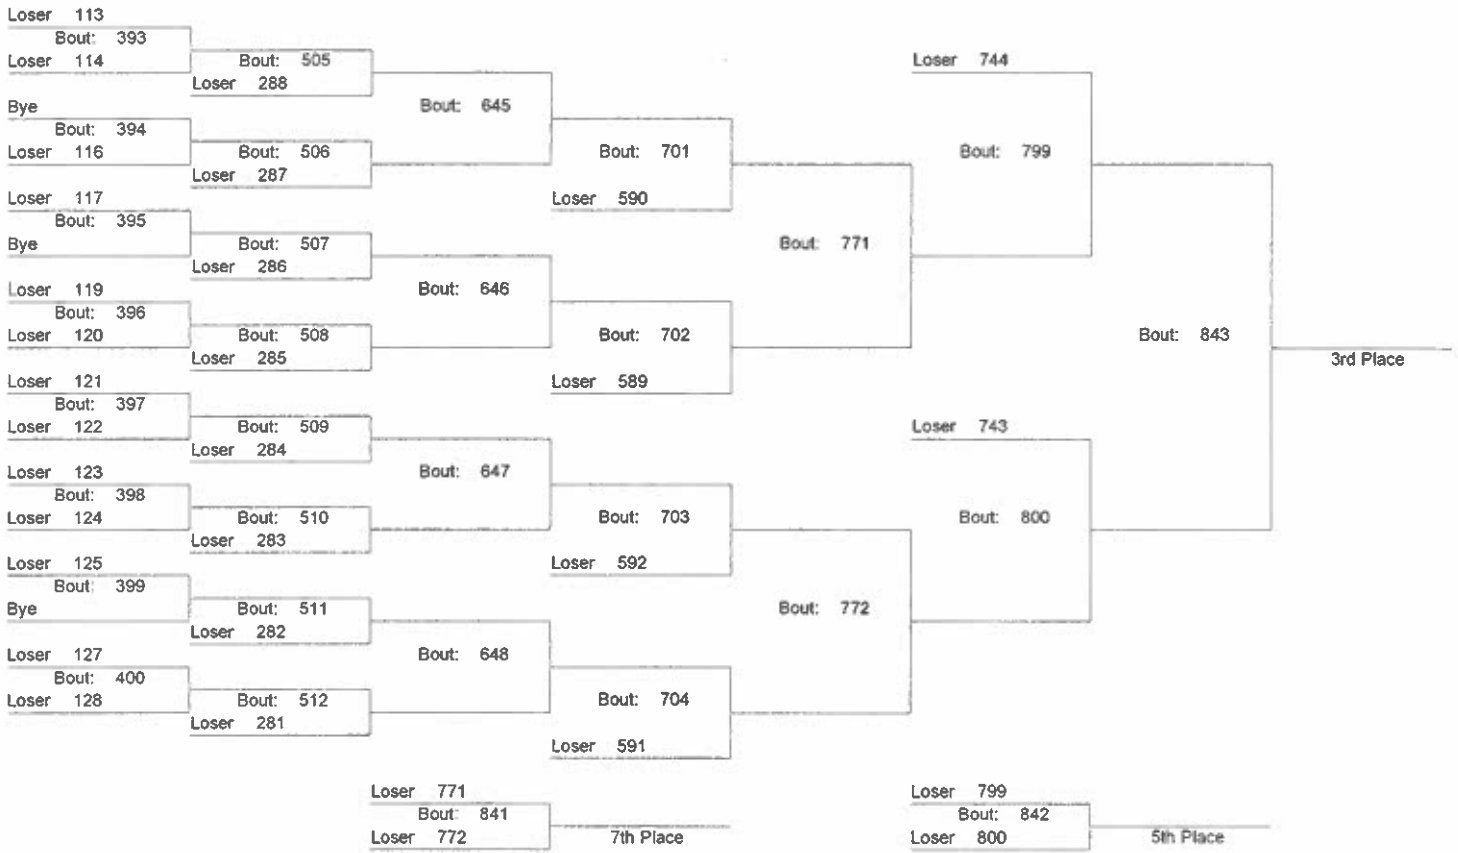 Loser 113
Bout: 393
Loser 114
Bout: 505
Loser 288
Loser 744
Bye
Bout: 645
Bout: 394
Loser 116
Bout: 506
Bout: 701
Bout: 799
Loser 287
Loser 117
Loser 590
Bout: 395
Bye
Bout: 507
Bout: 771
Loser 286
Loser 119
Bout: 646
Bout: 396
Loser 120
Bout: 508
Bout: 702
Bout: 843
Loser 285
3rd Place
Loser 121
Loser 589
Bout: 397
Loser 122
Bout: 509
Loser 743
Loser 284
Loser 123
Bout: 647
Bout: 398
Loser 124
Bout: 510
Bout: 703
Bout: 800
Loser 283
Loser 125
Loser 592
Bout: 399
Bye
Bout: 511
Bout: 772
Loser 282
Loser 127
Bout: 648
Bout: 400
Loser 128
Bout: 512
Bout: 704
Loser 281
Loser 591
Loser 771
Bout: 841
Loser 772
7th Place
Loser 799
Bout: 842
Loser 800
5th Place